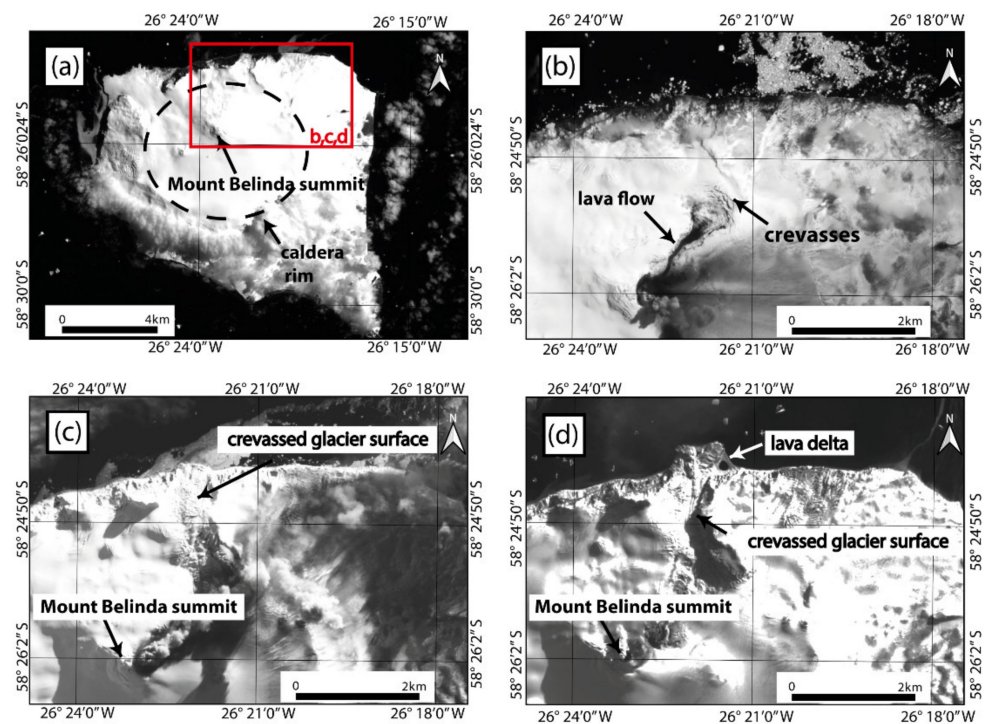 26° 24'0"W
26° 15'0"W
(a)
N
b,c,d
Mount Belinda summit
caldera
rim
58° 26'024"S
58° 30'0"S
58° 26'024"S
58° 30'0"S
0
4km
26° 24'0"W
26° 15'0"W
26° 21'0"W
26° 18'0"W
(b)
N
lava flow
crevasses
58° 24'50"S
58° 26'2"S
58° 24'50"S
58° 26'2"S
0
2km
26° 24'0"W
26° 21'0"W
26° 18'0"W
26° 24'0"W
26° 21'0"W
26° 18'0"W
(c)
N
crevassed glacier surface
Mount Belinda summit
58° 24'50"S
58° 26'2"S
58° 24'50"S
58° 26'2"S
0
2km
26° 24'0"W
26° 21'0"W
26° 18'0"W
26° 24'0"W
26° 21'0"W
26° 18'0"W
(d)
N
lava delta
crevassed glacier surface
Mount Belinda summit
58° 24'50"S
58° 26'2"S
58° 24'50"S
58° 26'2"S
0
2km
26° 24'0"W
26° 21'0"W
26° 18'0"W